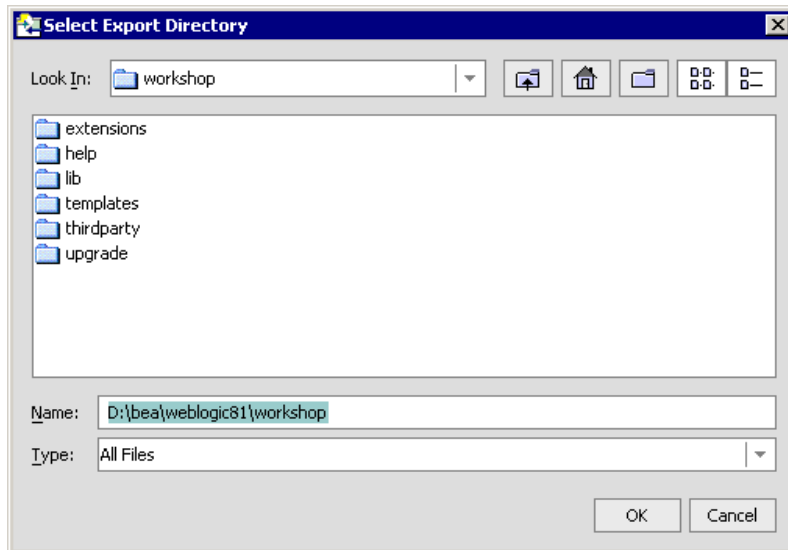 Select Export Directory
Look In: workshop
extensions
help
lib
templates
thirdparty
upgrade
Name: D:\bea\weblogic81\workshop
Type: All Files
OK Cancel